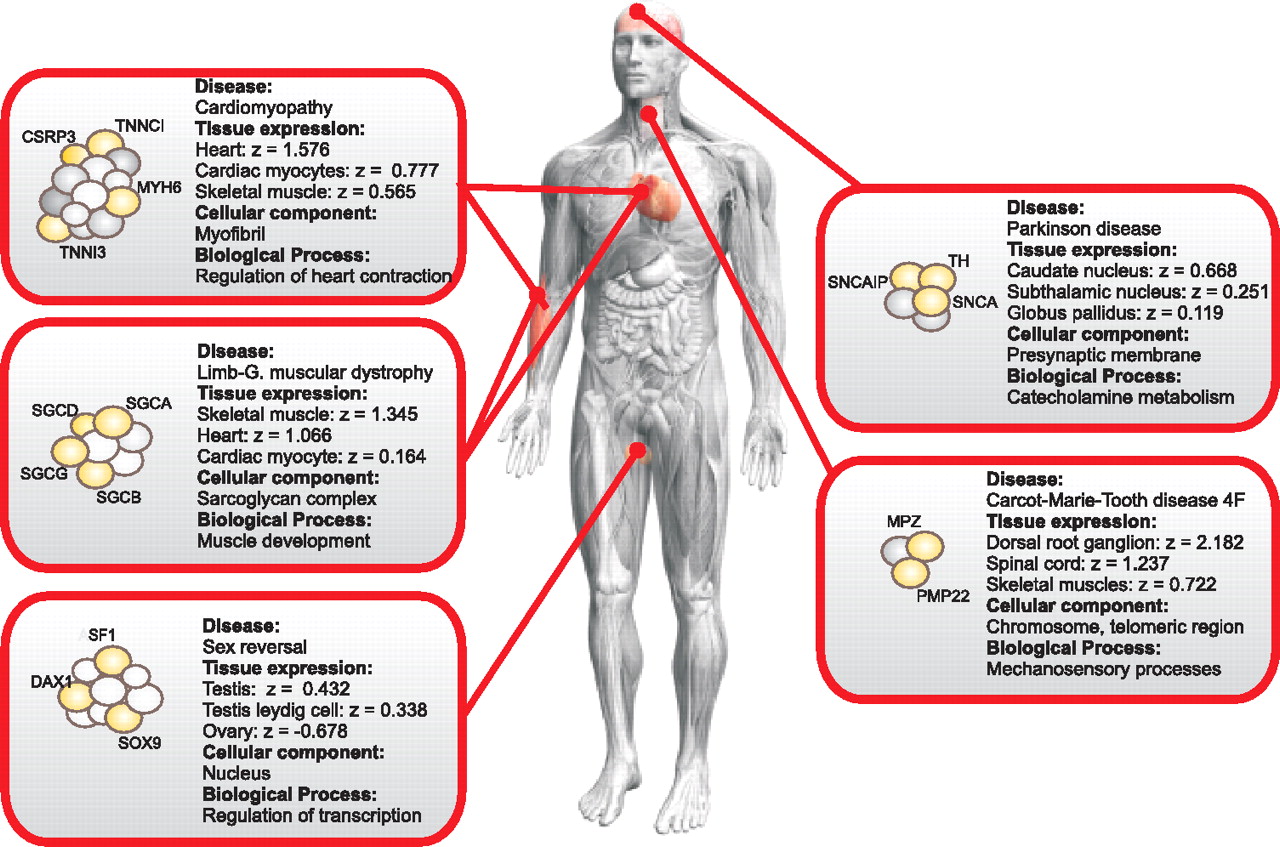 CSRP3
TNNCI
MYH6
TNNI3
Disease:
Cardiomyopathy
Tissue expression:
Heart: z = 1.576
Cardiac myocytes: z = 0.777
Skeletal muscle: z = 0.565
Cellular component:
Myofibril
Biological Process:
Regulation of heart contraction
SGCD
SGCA
SGCG
SGCB
Disease:
Limb-G. muscular dystrophy
Tissue expression:
Skeletal muscle: z = 1.345
Heart: z = 1.066
Cardiac myocyte: z = 0.164
Cellular component:
Sarcoglycan complex
Biological Process:
Muscle development
SF1
DAX1
SOX9
Disease:
Sex reversal
Tissue expression:
Testis: z = 0.432
Testis leydig cell: z = 0.338
Ovary: z = -0.678
Cellular component:
Nucleus
Biological Process:
Regulation of transcription
SNCAIP
TH
SNCA
Disease:
Parkinson disease
Tissue expression:
Caudate nucleus: z = 0.668
Subthalamic nucleus: z = 0.251
Globus pallidus: z = 0.119
Cellular component:
Presynaptic membrane
Biological Process:
Catecholamine metabolism
MPZ
PMP22
Disease:
Carcot-Marie-Tooth disease 4F
Tissue expression:
Dorsal root ganglion: z = 2.182
Spinal cord: z = 1.237
Skeletal muscles: z = 0.722
Cellular component:
Chromosome, telomeric region
Biological Process:
Mechanosensory processes